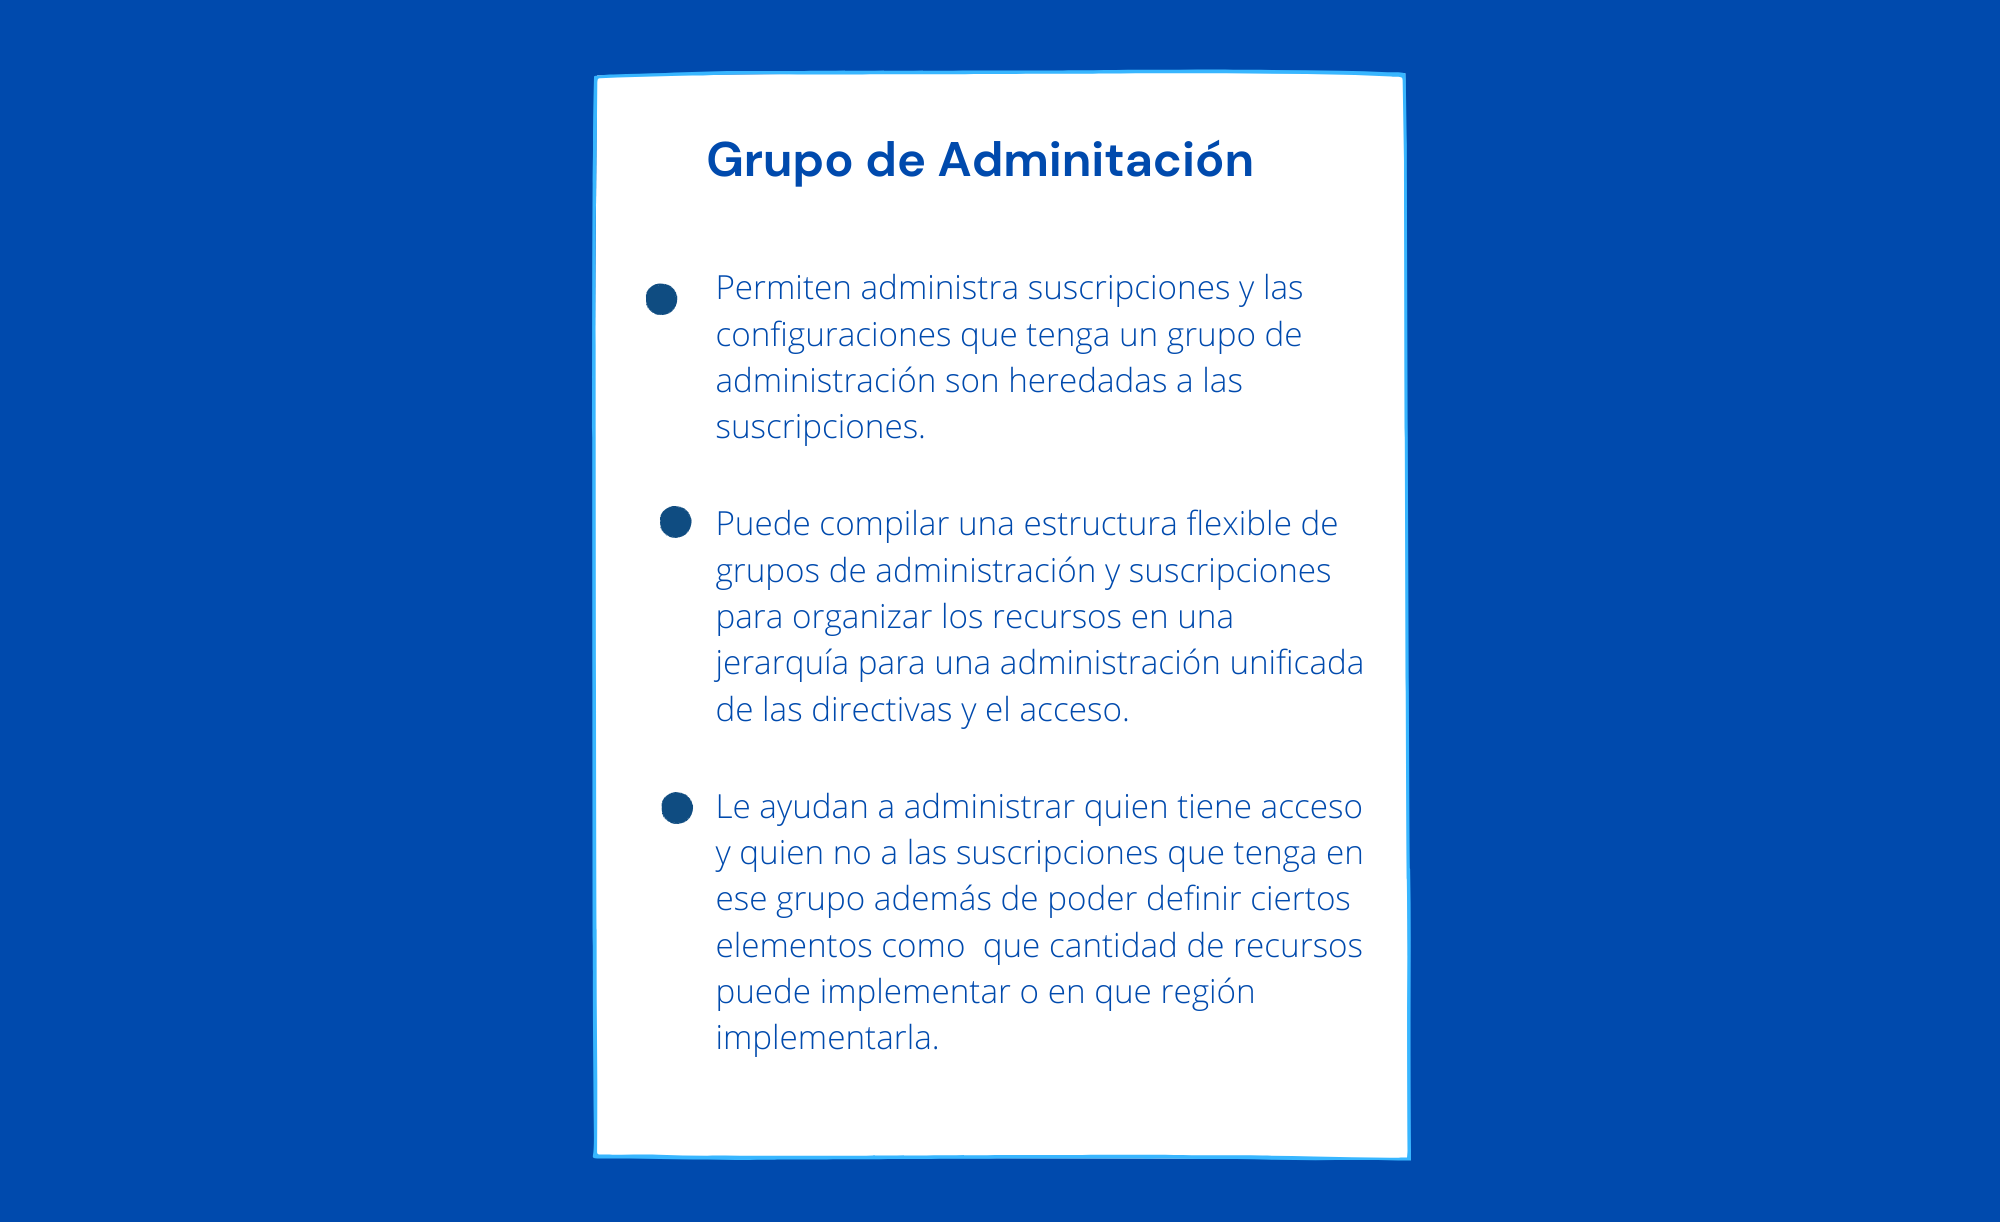 Grupo de Adminitación
Permiten administra suscripciones y las
configuraciones que tenga un grupo de
administración son heredadas a las
suscripciones.
Puede compilar una estructura flexible de
grupos de administración y suscripciones
para organizar los recursos en una
jerarquía para una administración unificada
de las directivas y el acceso.
Le ayudan a administrar quien tiene acceso
y quien no a las suscripciones que tenga en
ese grupo además de poder definir ciertos
elementos como  que cantidad de recursos
puede implementar o en que región
implementarla.